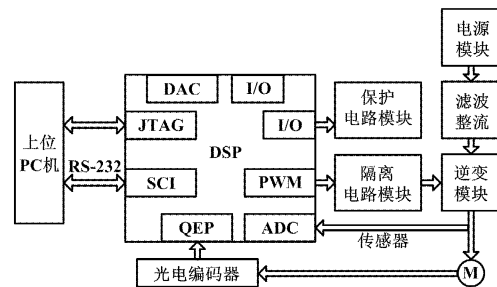 电源
模块
DAC
I/O
上位
PC机
JTAG
RS-232
SCI
DSP
I/O
PWM
QEP
ADC
保护
电路模块
滤波
整流
隔离
电路模块
逆变
模块
传感器
光电编码器
M